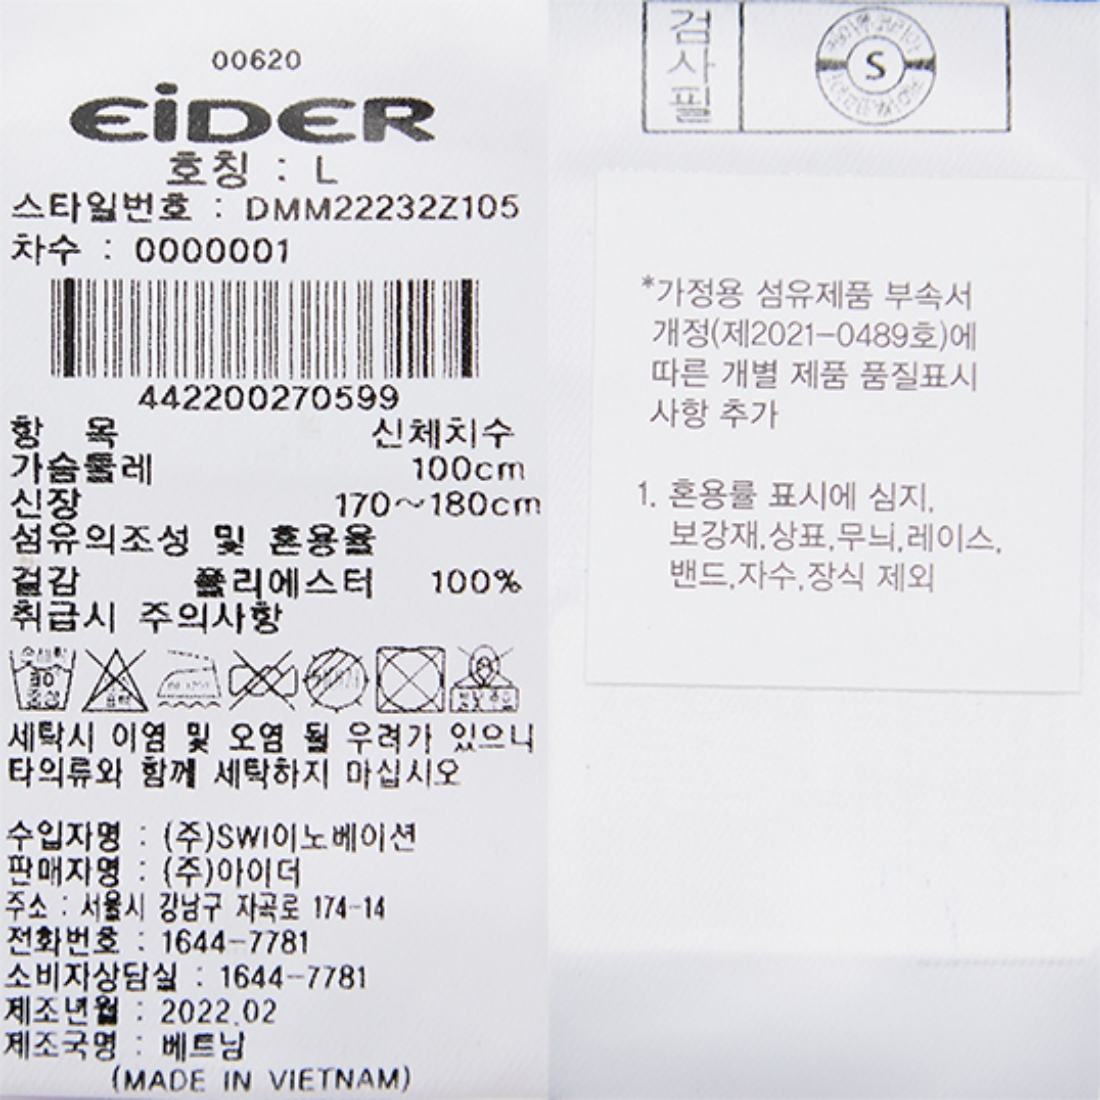 00620
EiDER
호칭 : L
스타일번호 : DMM22232Z105
차수 : 0000001
442200270599
항 목 신체치수
가슴둘레 100cm
신장 170~180cm
섬유의조성 및 혼용율
겉감 폴리에스터 100%
취급시 주의사항
손세탁
30°
중성
표백
세탁시 이염 및 오염 될 우려가 있으니
타의류와 함께 세탁하지 마십시오
수입자명 : (주)SWI이노베이션
판매자명 : (주)아이더
주소 : 서울시 강남구 자곡로 174-14
전화번호 : 1644-7781
소비자상담실 : 1644-7781
제조년월 : 2022.02
제조국명 : 베트남
(MADE IN VIETNAM)
검사필
S
*가정용 섬유제품 부속서
개정(제2021-0489호)에
따른 개별 제품 품질표시
사항 추가
1. 혼용률 표시에 심지,
보강재,상표,무늬,레이스,
밴드,자수,장식 제외